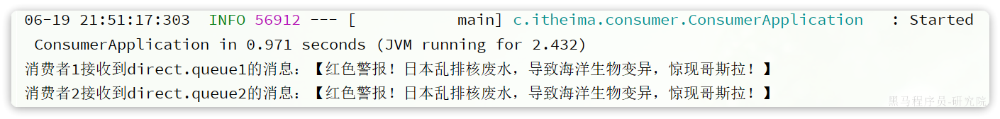 06-19 21:51:17:303  INFO 56912 --- [           main] c.itheima.consumer.ConsumerApplication   : Started
 ConsumerApplication in 0.971 seconds (JVM running for 2.432)
消费者1接收到direct.queue1的消息：【红色警报！日本乱排核废水，导致海洋生物变异，惊现哥斯拉！】
消费者2接收到direct.queue2的消息：【红色警报！日本乱排核废水，导致海洋生物变异，惊现哥斯拉！】
黑马程序员-研究院